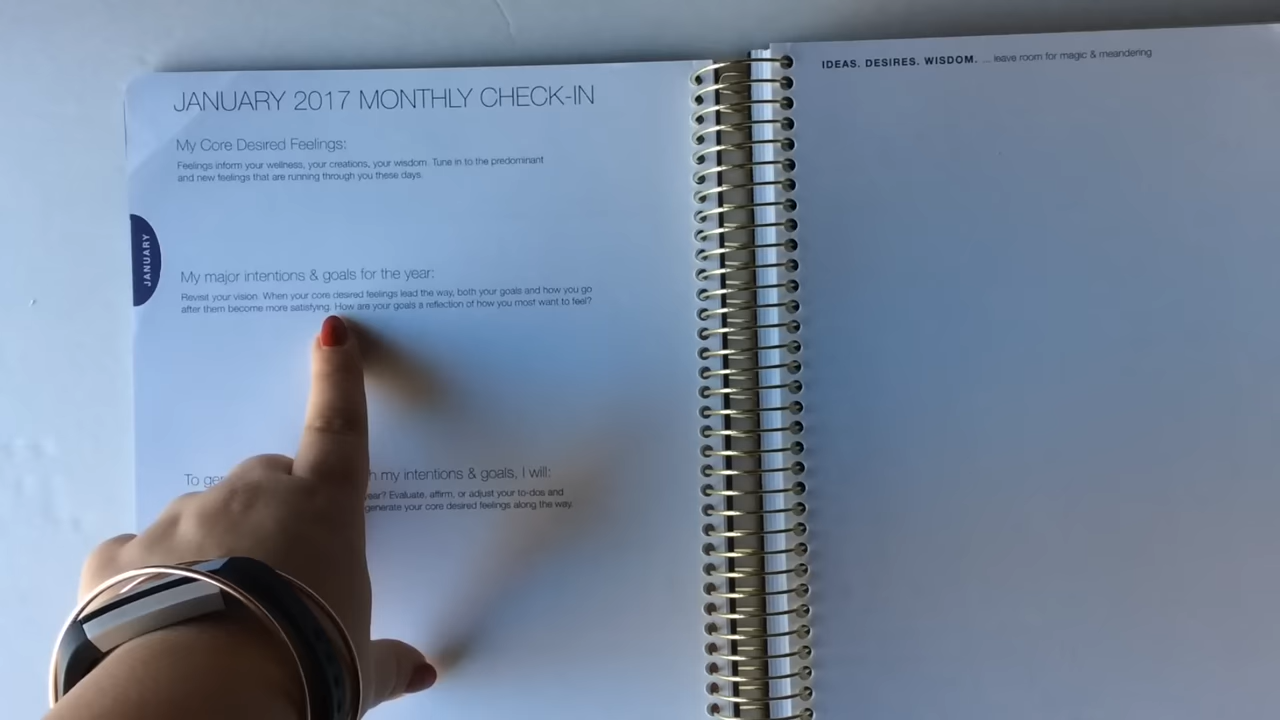 JANUARY 2017 MONTHLY CHECK-IN
My Core Desired Feelings:
Feelings inform your wellness, your creations, your wisdom. Tune in to the predominant
and new feelings that are running through you these days.
JANUARY
My major intentions & goals for the year:
Revisit your vision. When your core desired feelings lead the way, both your goals and how you go
after them become more satisfying. How are your goals a reflection of how you most want to feel?
To my intentions & goals, I will:
year? Evaluate, affirm, or adjust your to-dos and
generate your core desired feelings along the way.
IDEAS. DESIRES. WISDOM. ... leave room for magic & meandering